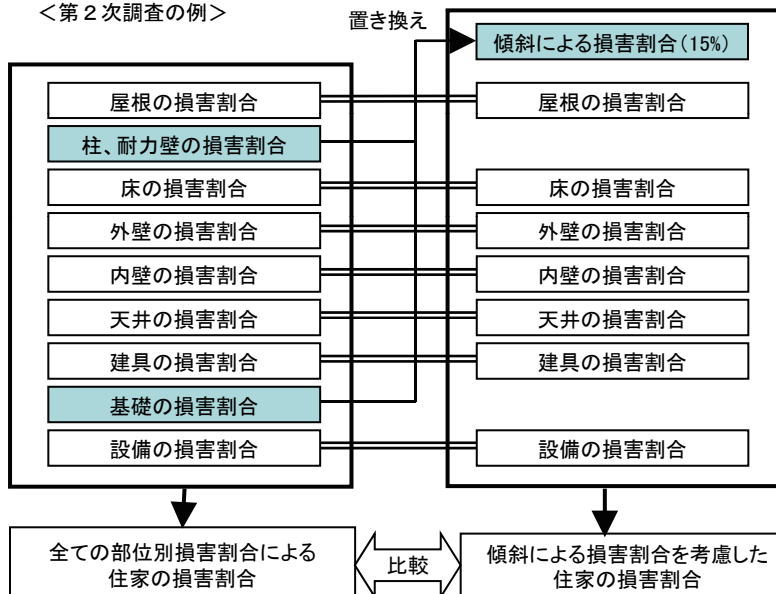 ＜第２次調査の例＞
置き換え
傾斜による損害割合(15%)
屋根の損害割合
柱、耐力壁の損害割合
床の損害割合
外壁の損害割合
内壁の損害割合
天井の損害割合
建具の損害割合
基礎の損害割合
設備の損害割合
屋根の損害割合
床の損害割合
外壁の損害割合
内壁の損害割合
天井の損害割合
建具の損害割合
設備の損害割合
全ての部位別損害割合による
住家の損害割合
比較
傾斜による損害割合を考慮した
住家の損害割合